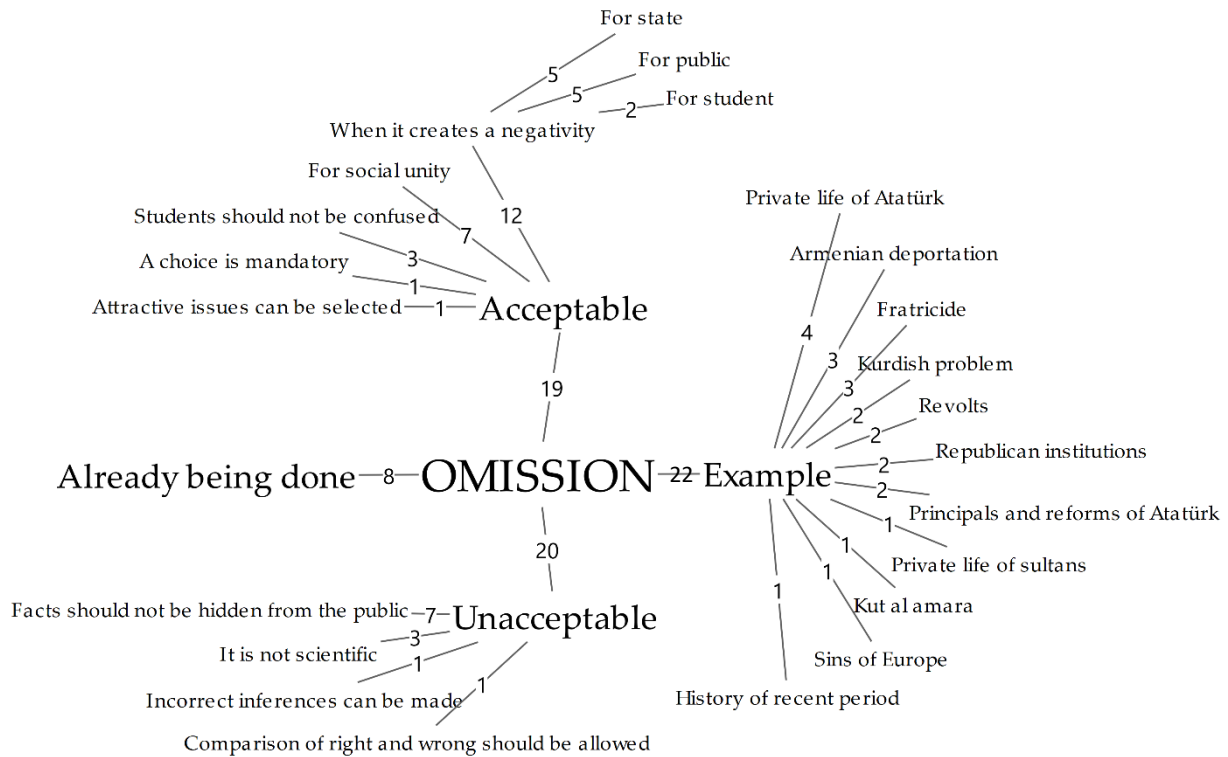 For state
5
For public
5
For student
2
When it creates a negativity
For social unity
12
7
Students should not be confused
3
A choice is mandatory
1
Attractive issues can be selected
1
Acceptable
19
Private life of Atatürk
4
Armenian deportation
3
Fratricide
3
Kurdish problem
2
Revolts
2
Republican institutions
2
Principals and reforms of Atatürk
2
Private life of sultans
1
Kut al amara
1
Sins of Europe
1
History of recent period
1
Already being done
8
OMISSION
22
Example
20
Unacceptable
Facts should not be hidden from the public
7
It is not scientific
3
Incorrect inferences can be made
1
Comparison of right and wrong should be allowed
1